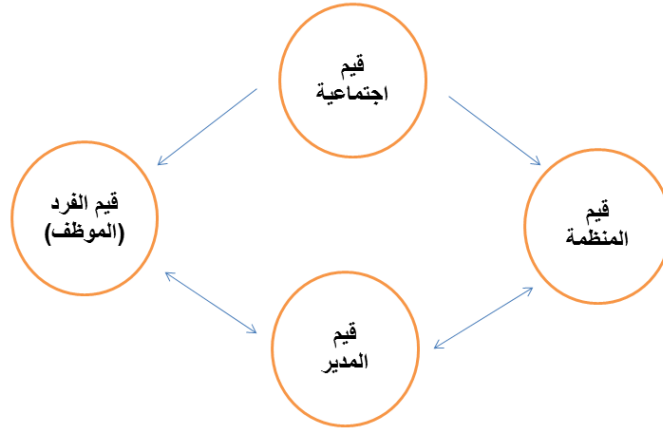 قيم
اجتماعية
قيم
المنظمة
قيم الفرد
(الموظف)
قيم
المدير